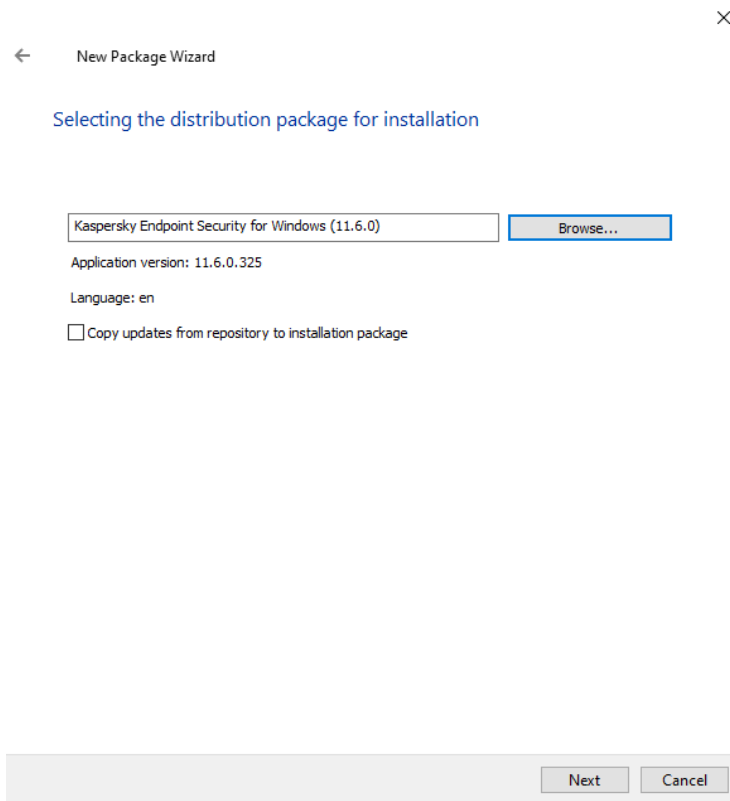 New Package Wizard
Selecting the distribution package for installation
Kaspersky Endpoint Security for Windows (11.6.0)
Browse...
Application version: 11.6.0.325
Language: en
Copy updates from repository to installation package
Next
Cancel